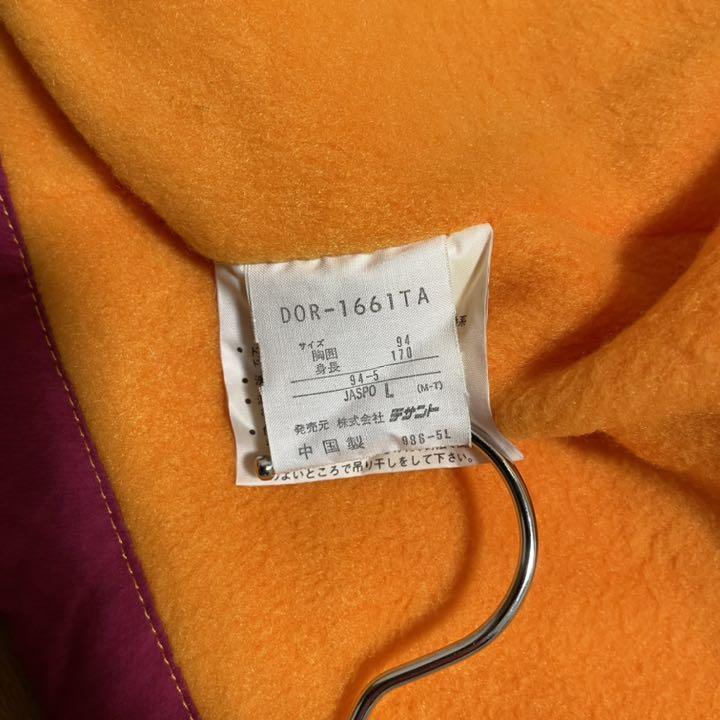 DOR-1661TA
サイズ
胸囲 94
身長 170
94-5
JASPO L (M-T)
発売元 株式会社 デサント
中国製 986-5L
よいところで吊り干しをして下さい。